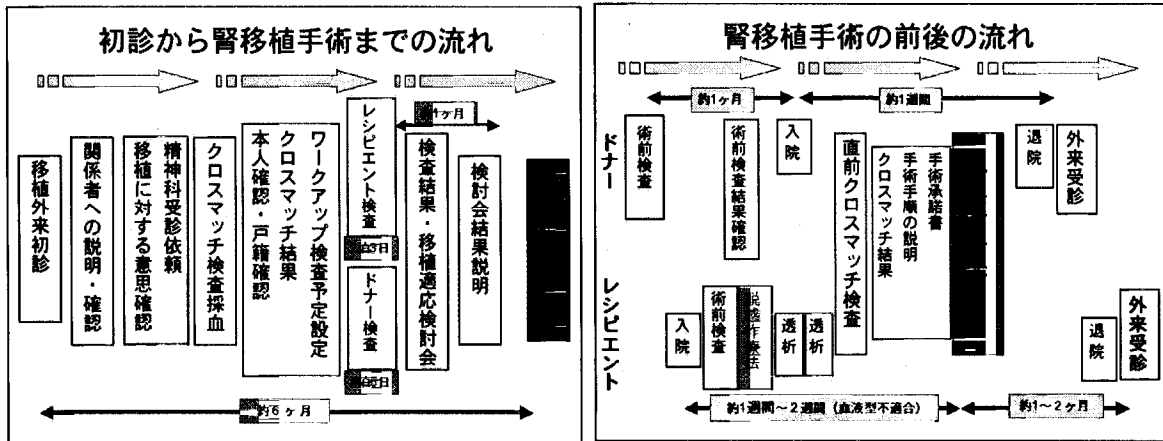 初診から腎移植手術までの流れ
移植外来初診
関係者への説明・確認
精神科受診依頼
移植に対する意思確認
クロスマッチ検査採血
ワークアップ検査予定設定
クロスマッチ結果
本人確認・戸籍確認
レシピエント検査
ドナー検査
ヶ月
検査結果・移植適応検討会
検討会結果説明
約6ヶ月
腎移植手術の前後の流れ
約1ヶ月
約1週間
ドナー
術前検査
術前検査結果確認
入院
直前クロスマッチ検査
手術承諾書
手術手順の説明
クロスマッチ結果
退院
外来受診
レシピエント
入院
術前検査
透析
透析
退院
外来受診
約1週間～2週間（血液型不適合）
約1～2ヶ月